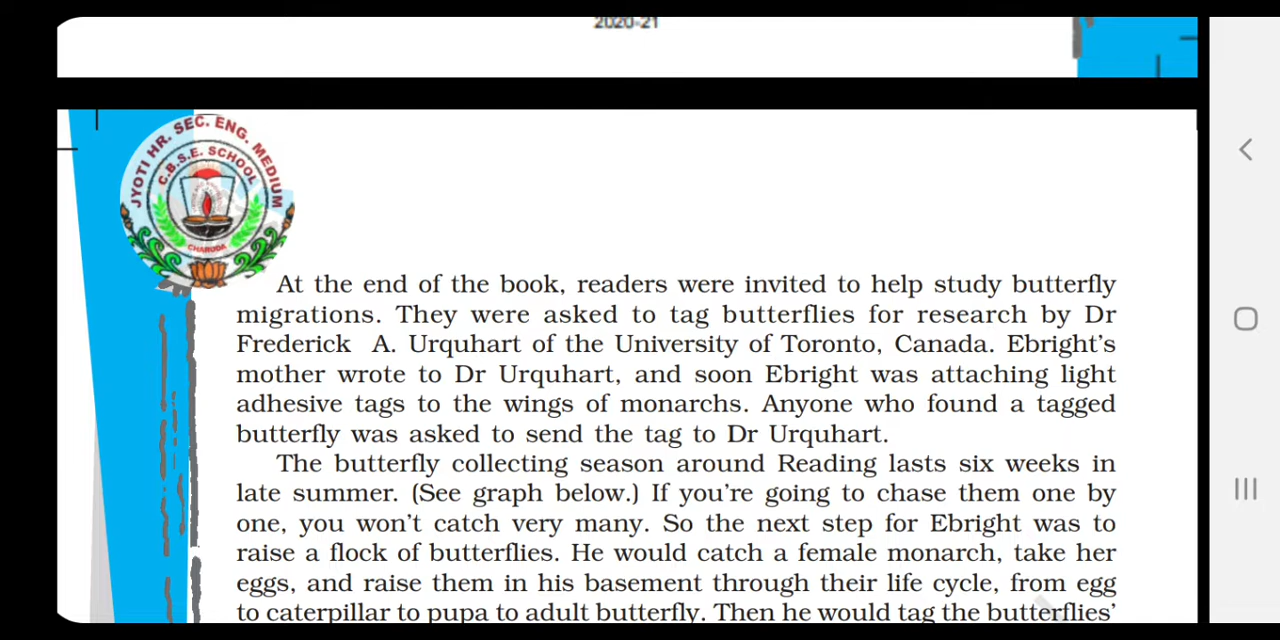 2020-21
JYOTI HR. SEC. ENG. MEDIUM
C.B.S.E. SCHOOL
CHARODA
At the end of the book, readers were invited to help study butterfly
migrations. They were asked to tag butterflies for research by Dr
Frederick A. Urquhart of the University of Toronto, Canada. Ebright's
mother wrote to Dr Urquhart, and soon Ebright was attaching light
adhesive tags to the wings of monarchs. Anyone who found a tagged
butterfly was asked to send the tag to Dr Urquhart.
The butterfly collecting season around Reading lasts six weeks in
late summer. (See graph below.) If you're going to chase them one by
one, you won't catch very many. So the next step for Ebright was to
raise a flock of butterflies. He would catch a female monarch, take her
eggs, and raise them in his basement through their life cycle, from egg
to caterpillar to pupa to adult butterfly. Then he would tag the butterflies'